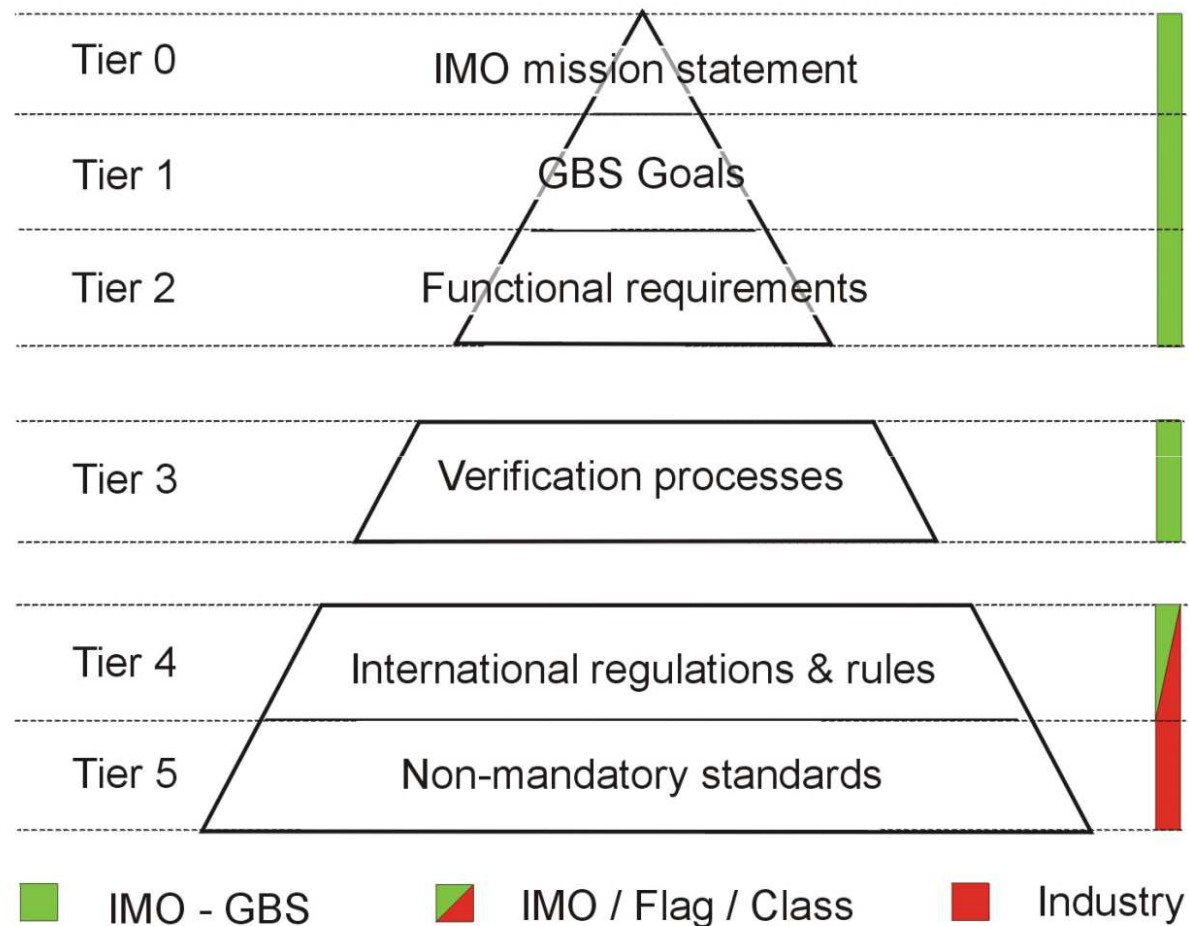 Tier 0
IMO mission statement
Tier 1
GBS Goals
Tier 2
Functional requirements
Tier 3
Verification processes
Tier 4
International regulations & rules
Tier 5
Non-mandatory standards
IMO - GBS
IMO / Flag / Class
Industry